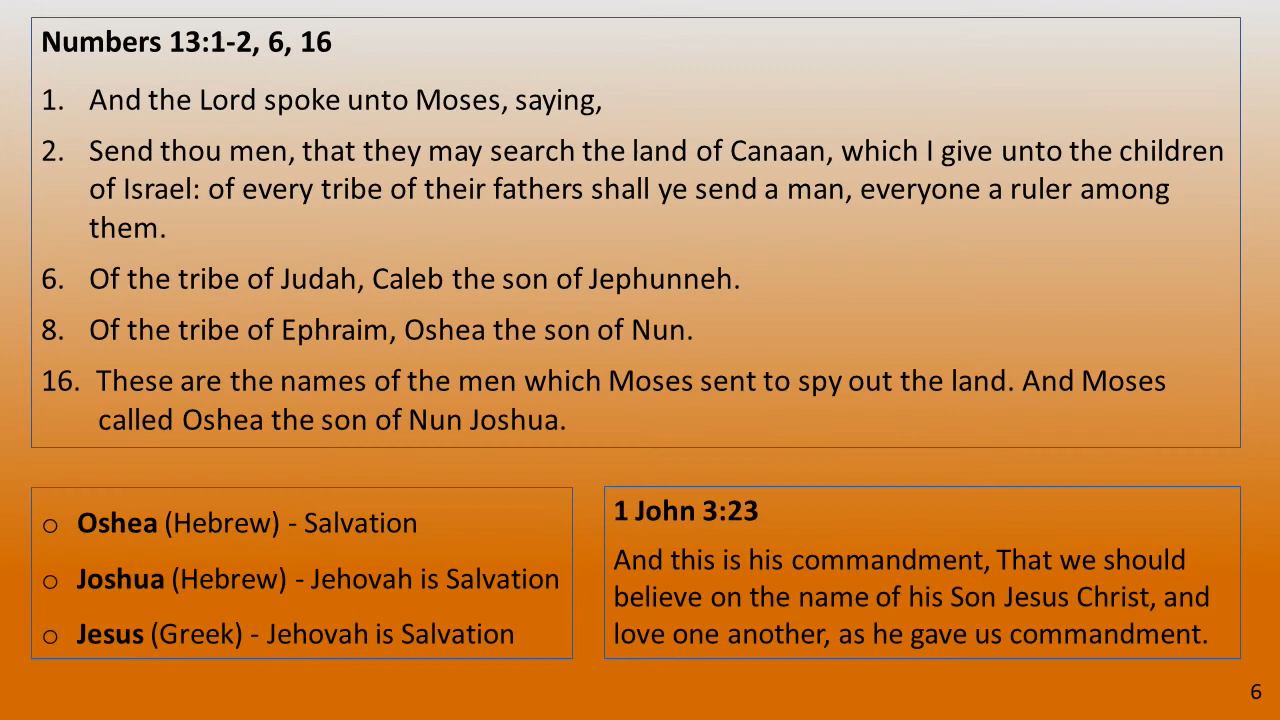 Numbers 13:1-2, 6, 16
1. And the Lord spoke unto Moses, saying,
2. Send thou men, that they may search the land of Canaan, which I give unto the children
of Israel: of every tribe of their fathers shall ye send a man, everyone a ruler among
them.
6. Of the tribe of Judah, Caleb the son of Jephunneh.
8. Of the tribe of Ephraim, Oshea the son of Nun.
16. These are the names of the men which Moses sent to spy out the land. And Moses
called Oshea the son of Nun Joshua.
o Oshea (Hebrew) - Salvation
o Joshua (Hebrew) - Jehovah is Salvation
o Jesus (Greek) - Jehovah is Salvation
1 John 3:23
And this is his commandment, That we should
believe on the name of his Son Jesus Christ, and
love one another, as he gave us commandment.
6